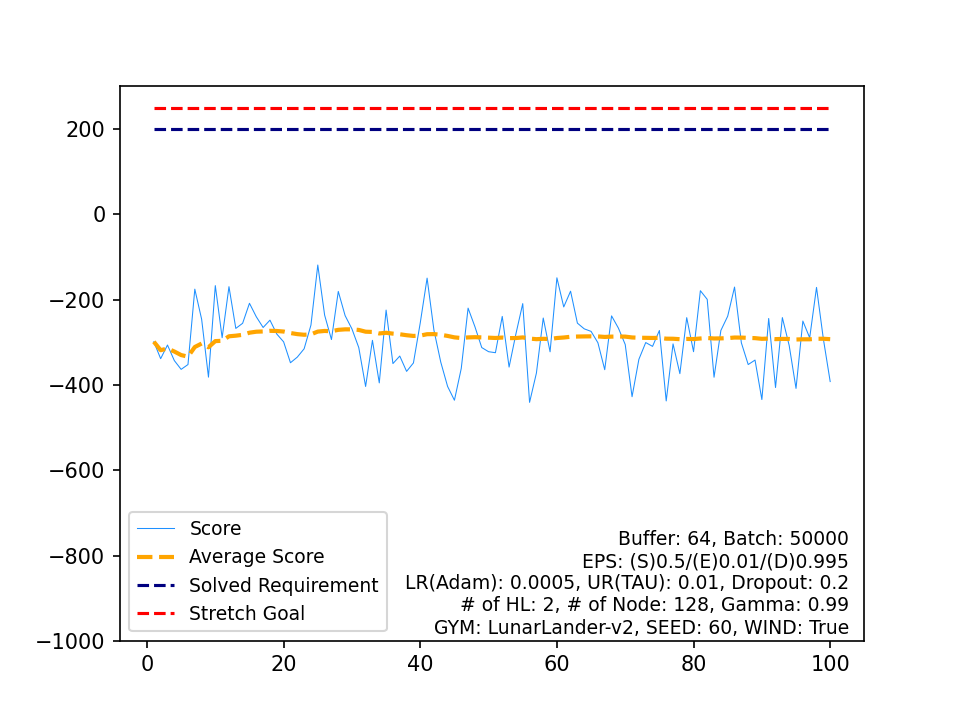 200
0
−200
−400
−600
−800
−1000
Score
Average Score
Solved Requirement
Stretch Goal
Buffer: 64, Batch: 50000
EPS: (S)0.5/(E)0.01/(D)0.995
LR(Adam): 0.0005, UR(TAU): 0.01, Dropout: 0.2
# of HL: 2, # of Node: 128, Gamma: 0.99
GYM: LunarLander-v2, SEED: 60, WIND: True
0 20 40 60 80 100